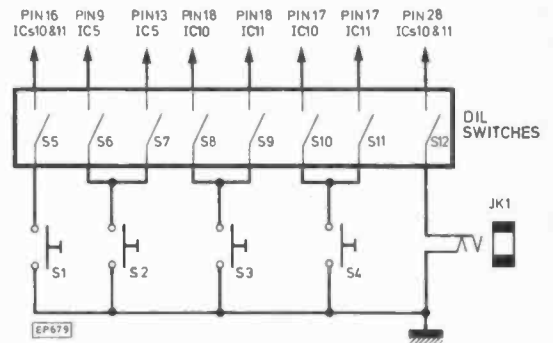 PIN16 PIN9 PIN13 PIN18 PIN18 PIN17 PIN17 PIN28
ICs10&11 IC5 IC5 IC10 IC11 IC10 IC11 ICs10&11
S5 S6 S7 S8 S9 S10 S11 S12
DIL
SWITCHES
JK1
S1 S2 S3 S4
EP679